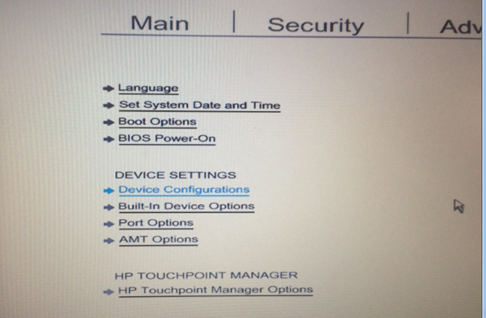 Main Security Adv
Language
Set System Date and Time
Boot Options
BIOS Power-On
DEVICE SETTINGS
Device Configurations
Built-In Device Options
Port Options
AMT Options
HP TOUCHPOINT MANAGER
HP Touchpoint Manager Options